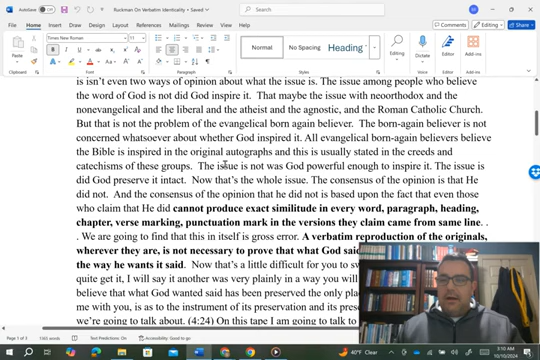 AutoSave Off
Ruckman On Verbatim Identicality • Saved
Search
File Home Insert Draw Design Layout References Mailings Review View Help
Comments Editing Share
Paste
Times New Roman 11
Normal
No Spacing
Heading
Editing
Dictate
Editor
Add-ins
Clipboard Font Paragraph Styles Voice Editor Add-ins
is isn't even two ways of opinion about what the issue is. The issue among people who believe
the word of God is not did God inspire it. That maybe the issue with neoorthodox and the
nonevangelical and the liberal and the atheist and the agnostic, and the Roman Catholic Church.
But that is not the problem of the evangelical born again believer. The born-again believer is not
concerned whatsoever about whether God inspired it. All evangelical born-again believers believe
the Bible is inspired in the original autographs and this is usually stated in the creeds and
catechisms of these groups. The issue is not was God powerful enough to inspire it. The issue is
did God preserve it intact. Now that's the whole issue. The consensus of the opinion is that He
did not. And the consensus of the opinion that he did not is based upon the fact that even those
who claim that He did cannot produce exact similitude in every word, paragraph, heading,
chapter, verse marking, punctuation mark in the versions they claim came from same line. . .
. We are going to find that this in itself is gross error. A verbatim reproduction of the originals,
wherever they are, is not necessary to prove that what God sai
the way he wants it said. Now that's a little difficult for you to sw
quite get it, I will say it another was very plainly in a way you will
believe that what God wanted said has been preserved the only plac
me with you, is as to the instrument of its preservation and its prese
we're going to talk about. (4:24) On this tape I am going to talk to
Page 1 of 3 1165 words Text Predictions: On Accessibility: Good to go
40°F Clear
3:10 AM
10/10/2024